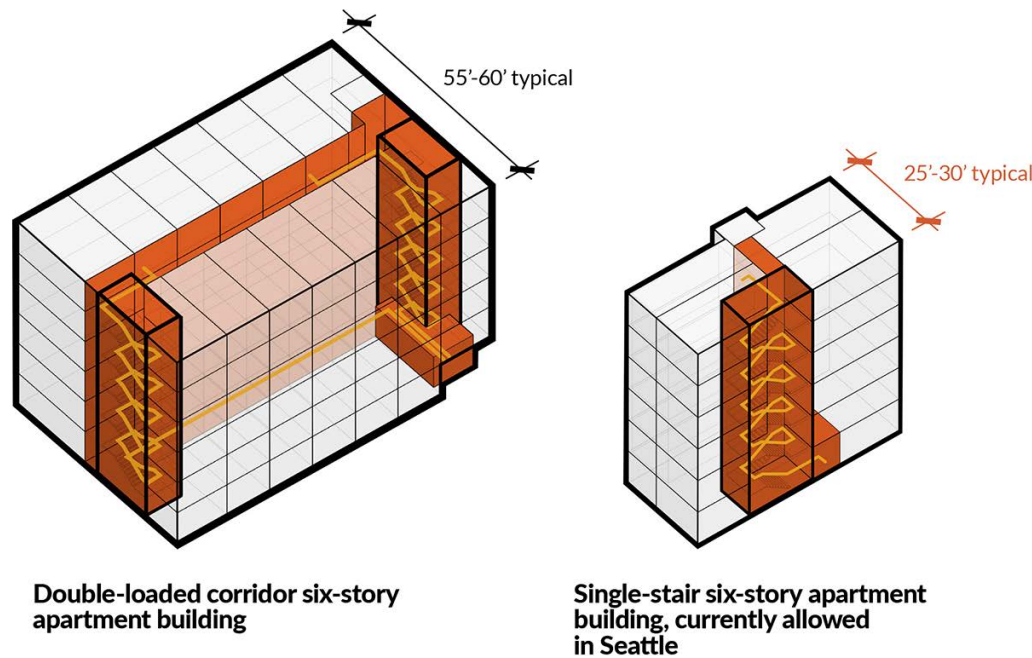 55’-60’ typical
25’-30’ typical
Double-loaded corridor six-story
apartment building
Single-stair six-story apartment
building, currently allowed
in Seattle